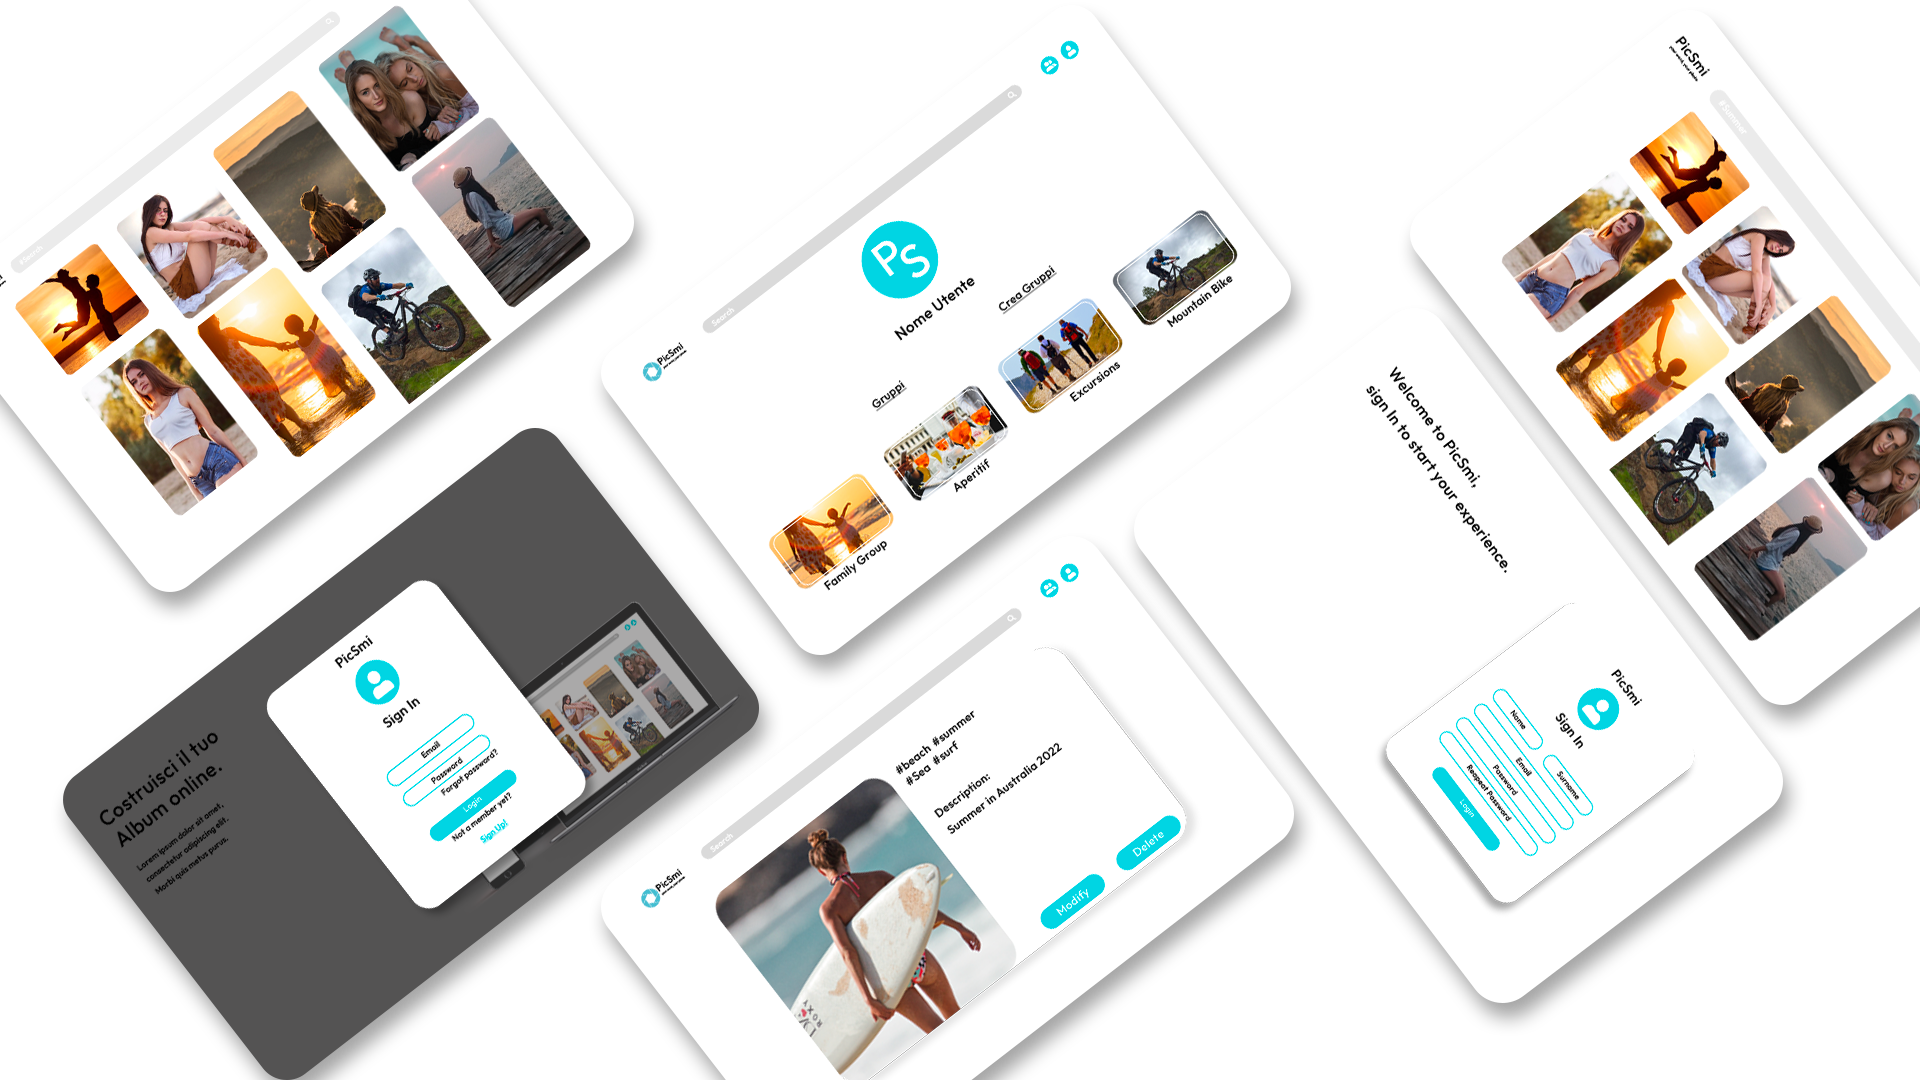 #Search
Search
PicSmi
PS
Nome Utente
Gruppi
Crea Gruppi
Family Group
Aperitif
Excursions
Mountain Bike
PicSmi
#Summer
Costruisci il tuo
Album online.
Lorem ipsum dolor sit amet,
consectetur adipiscing elit.
Morbi quis metus purus.
PicSmi
Sign In
Email
Password
Forgot password?
Login
Not a member yet?
Sign Up!
Search
PicSmi
#beach #summer
#Sea #surf
Description:
Summer in Australia 2022
Modify
Delete
ROXY
Welcome to PicSmi,
sign In to start your experience.
PicSmi
Sign In
Name
Surname
Email
Password
Reapeat Password
Login